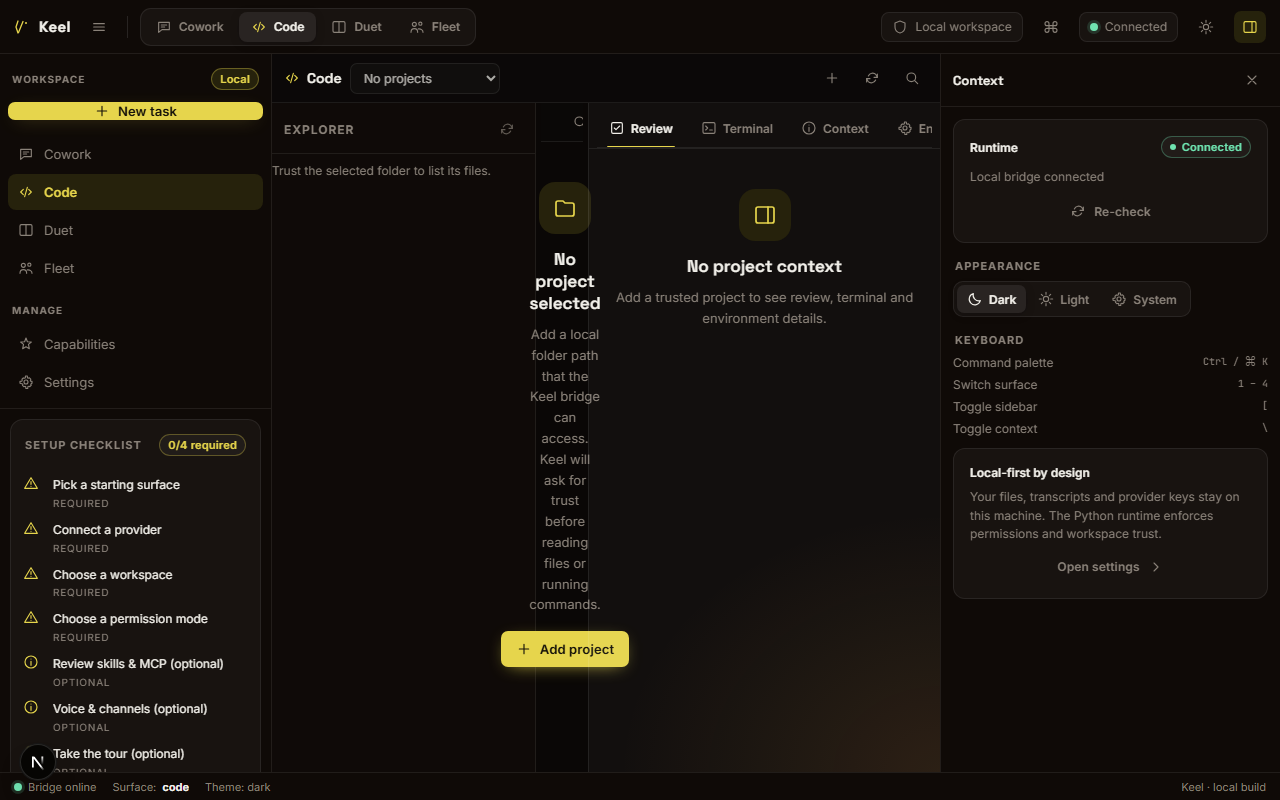 Keel
Cowork
Code
Duet
Fleet
Local workspace
Connected
WORKSPACE
Local
New task
Cowork
Code
Duet
Fleet
MANAGE
Capabilities
Settings
SETUP CHECKLIST
0/4 required
Pick a starting surface
REQUIRED
Connect a provider
REQUIRED
Choose a workspace
REQUIRED
Choose a permission mode
REQUIRED
Review skills & MCP (optional)
OPTIONAL
Voice & channels (optional)
OPTIONAL
Take the tour (optional)
OPTIONAL
N
Code
No projects
EXPLORER
Trust the selected folder to list its files.
No
project
selected
Add a local
folder path
that the
Keel bridge
can
access.
Keel will
ask for
trust
before
reading
files or
running
commands.
Add project
Review
Terminal
Context
En
No project context
Add a trusted project to see review, terminal and
environment details.
Context
Runtime
Connected
Local bridge connected
Re-check
APPEARANCE
Dark
Light
System
KEYBOARD
Command palette
Ctrl / ⌘ K
Switch surface
1 – 4
Toggle sidebar
[
Toggle context
\
Local-first by design
Your files, transcripts and provider keys stay on
this machine. The Python runtime enforces
permissions and workspace trust.
Open settings
Bridge online
Surface: code
Theme: dark
Keel · local build